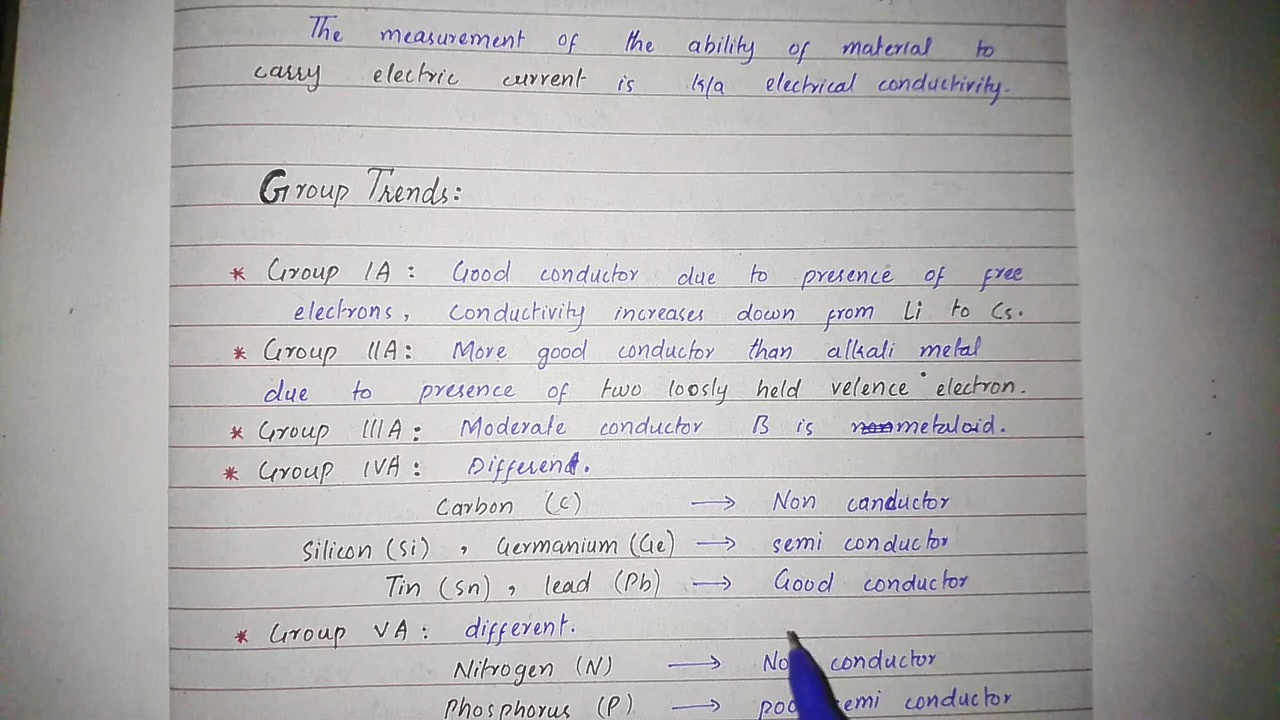 The measurement of the ability of material to
carry electric current is k/a electrical conductivity.
Group Trends:
* Group IA: Good conductor due to presence of free
electrons, Conductivity increases down from Li to Cs.
* Group IIA: More good conductor than alkali metal
due to presence of two loosly held velence electron.
* Group IIIA: Moderate conductor B is metaloid.
* Group IVA: Different.
Carbon (C) → Non canductor
Silicon (Si) , Germanium (Ge) → semi conductor
Tin (Sn) , lead (Pb) → Good conductor
* Group VA: different.
Nitrogen (N) → conductor
Phosphorus (P) → conductor